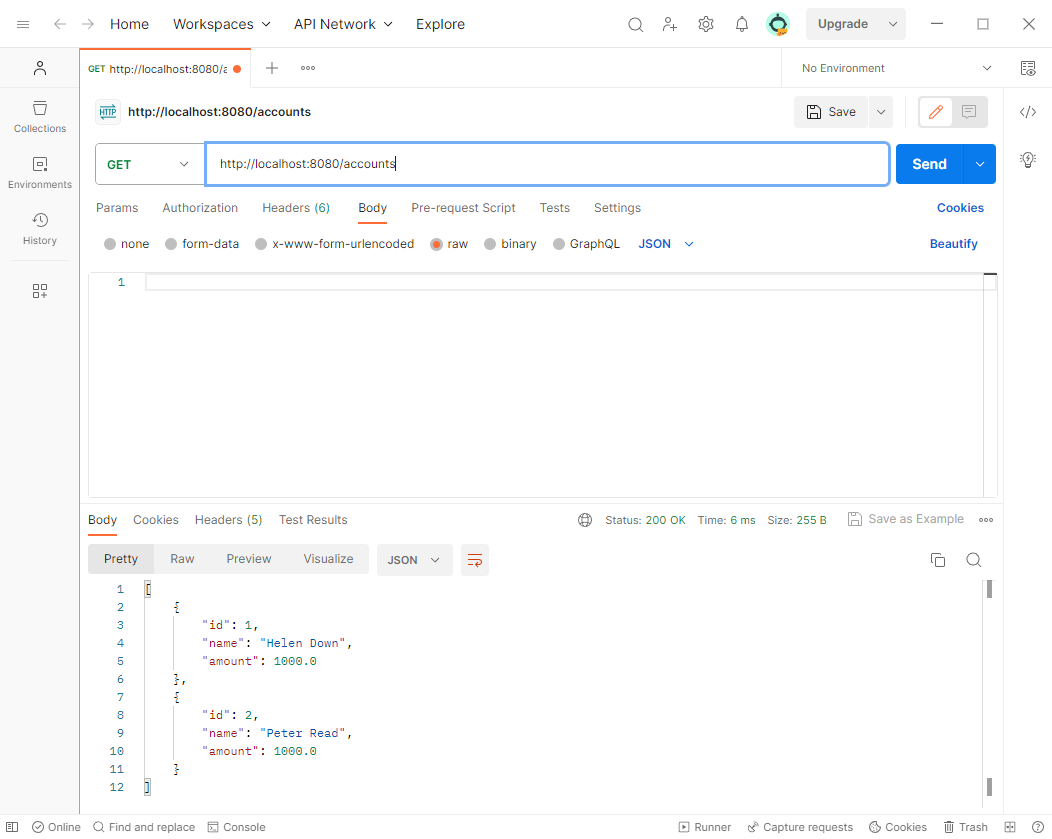 Home Workspaces API Network Explore Upgrade
GET http://localhost:8080/a No Environment
HTTP http://localhost:8080/accounts Save
Collections
GET http://localhost:8080/accounts Send
Environments
Params Authorization Headers (6) Body Pre-request Script Tests Settings Cookies
History
none form-data x-www-form-urlencoded raw binary GraphQL JSON Beautify
1
Body Cookies Headers (5) Test Results Status: 200 OK Time: 6 ms Size: 255 B Save as Example
Pretty Raw Preview Visualize JSON
1 [
2 {
3 "id": 1,
4 "name": "Helen Down",
5 "amount": 1000.0
6 },
7 {
8 "id": 2,
9 "name": "Peter Read",
10 "amount": 1000.0
11 }
12 ]
Online Find and replace Console Runner Capture requests Cookies Trash